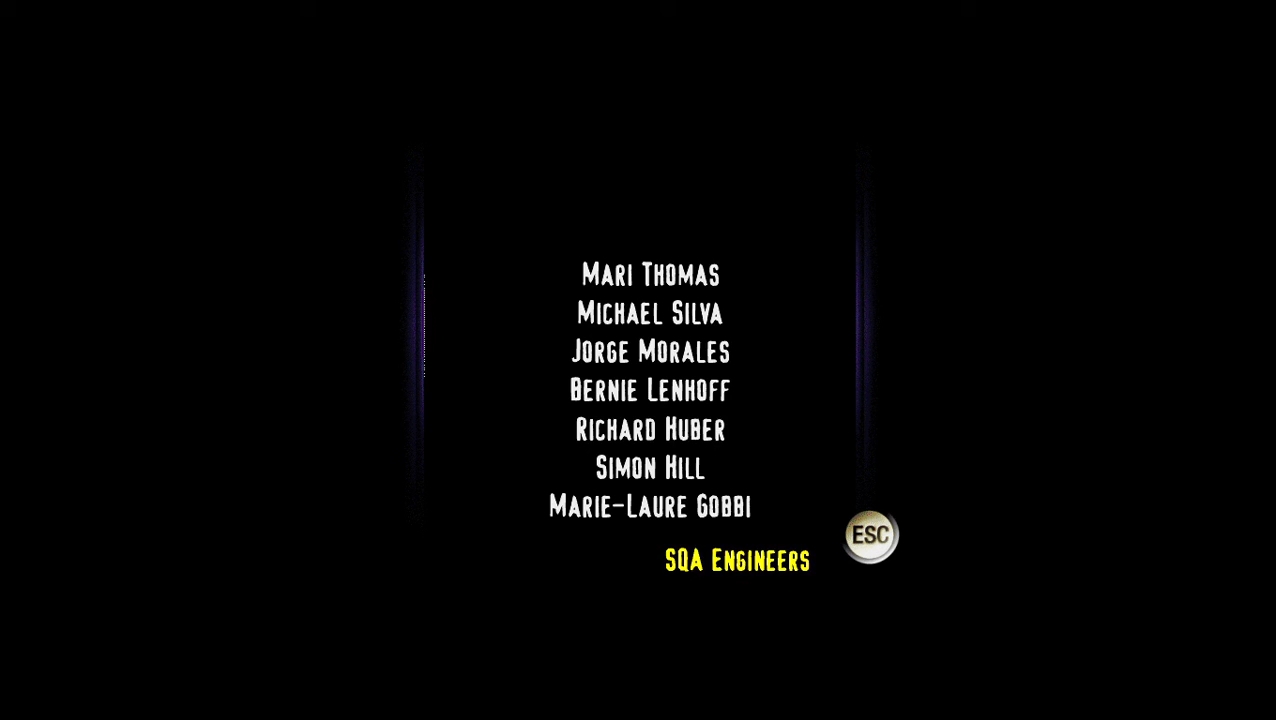 Mari Thomas
Michael Silva
Jorge Morales
Bernie Lenhoff
Richard Huber
Simon Hill
Marie-Laure Gobbi
ESC
SQA Engineers